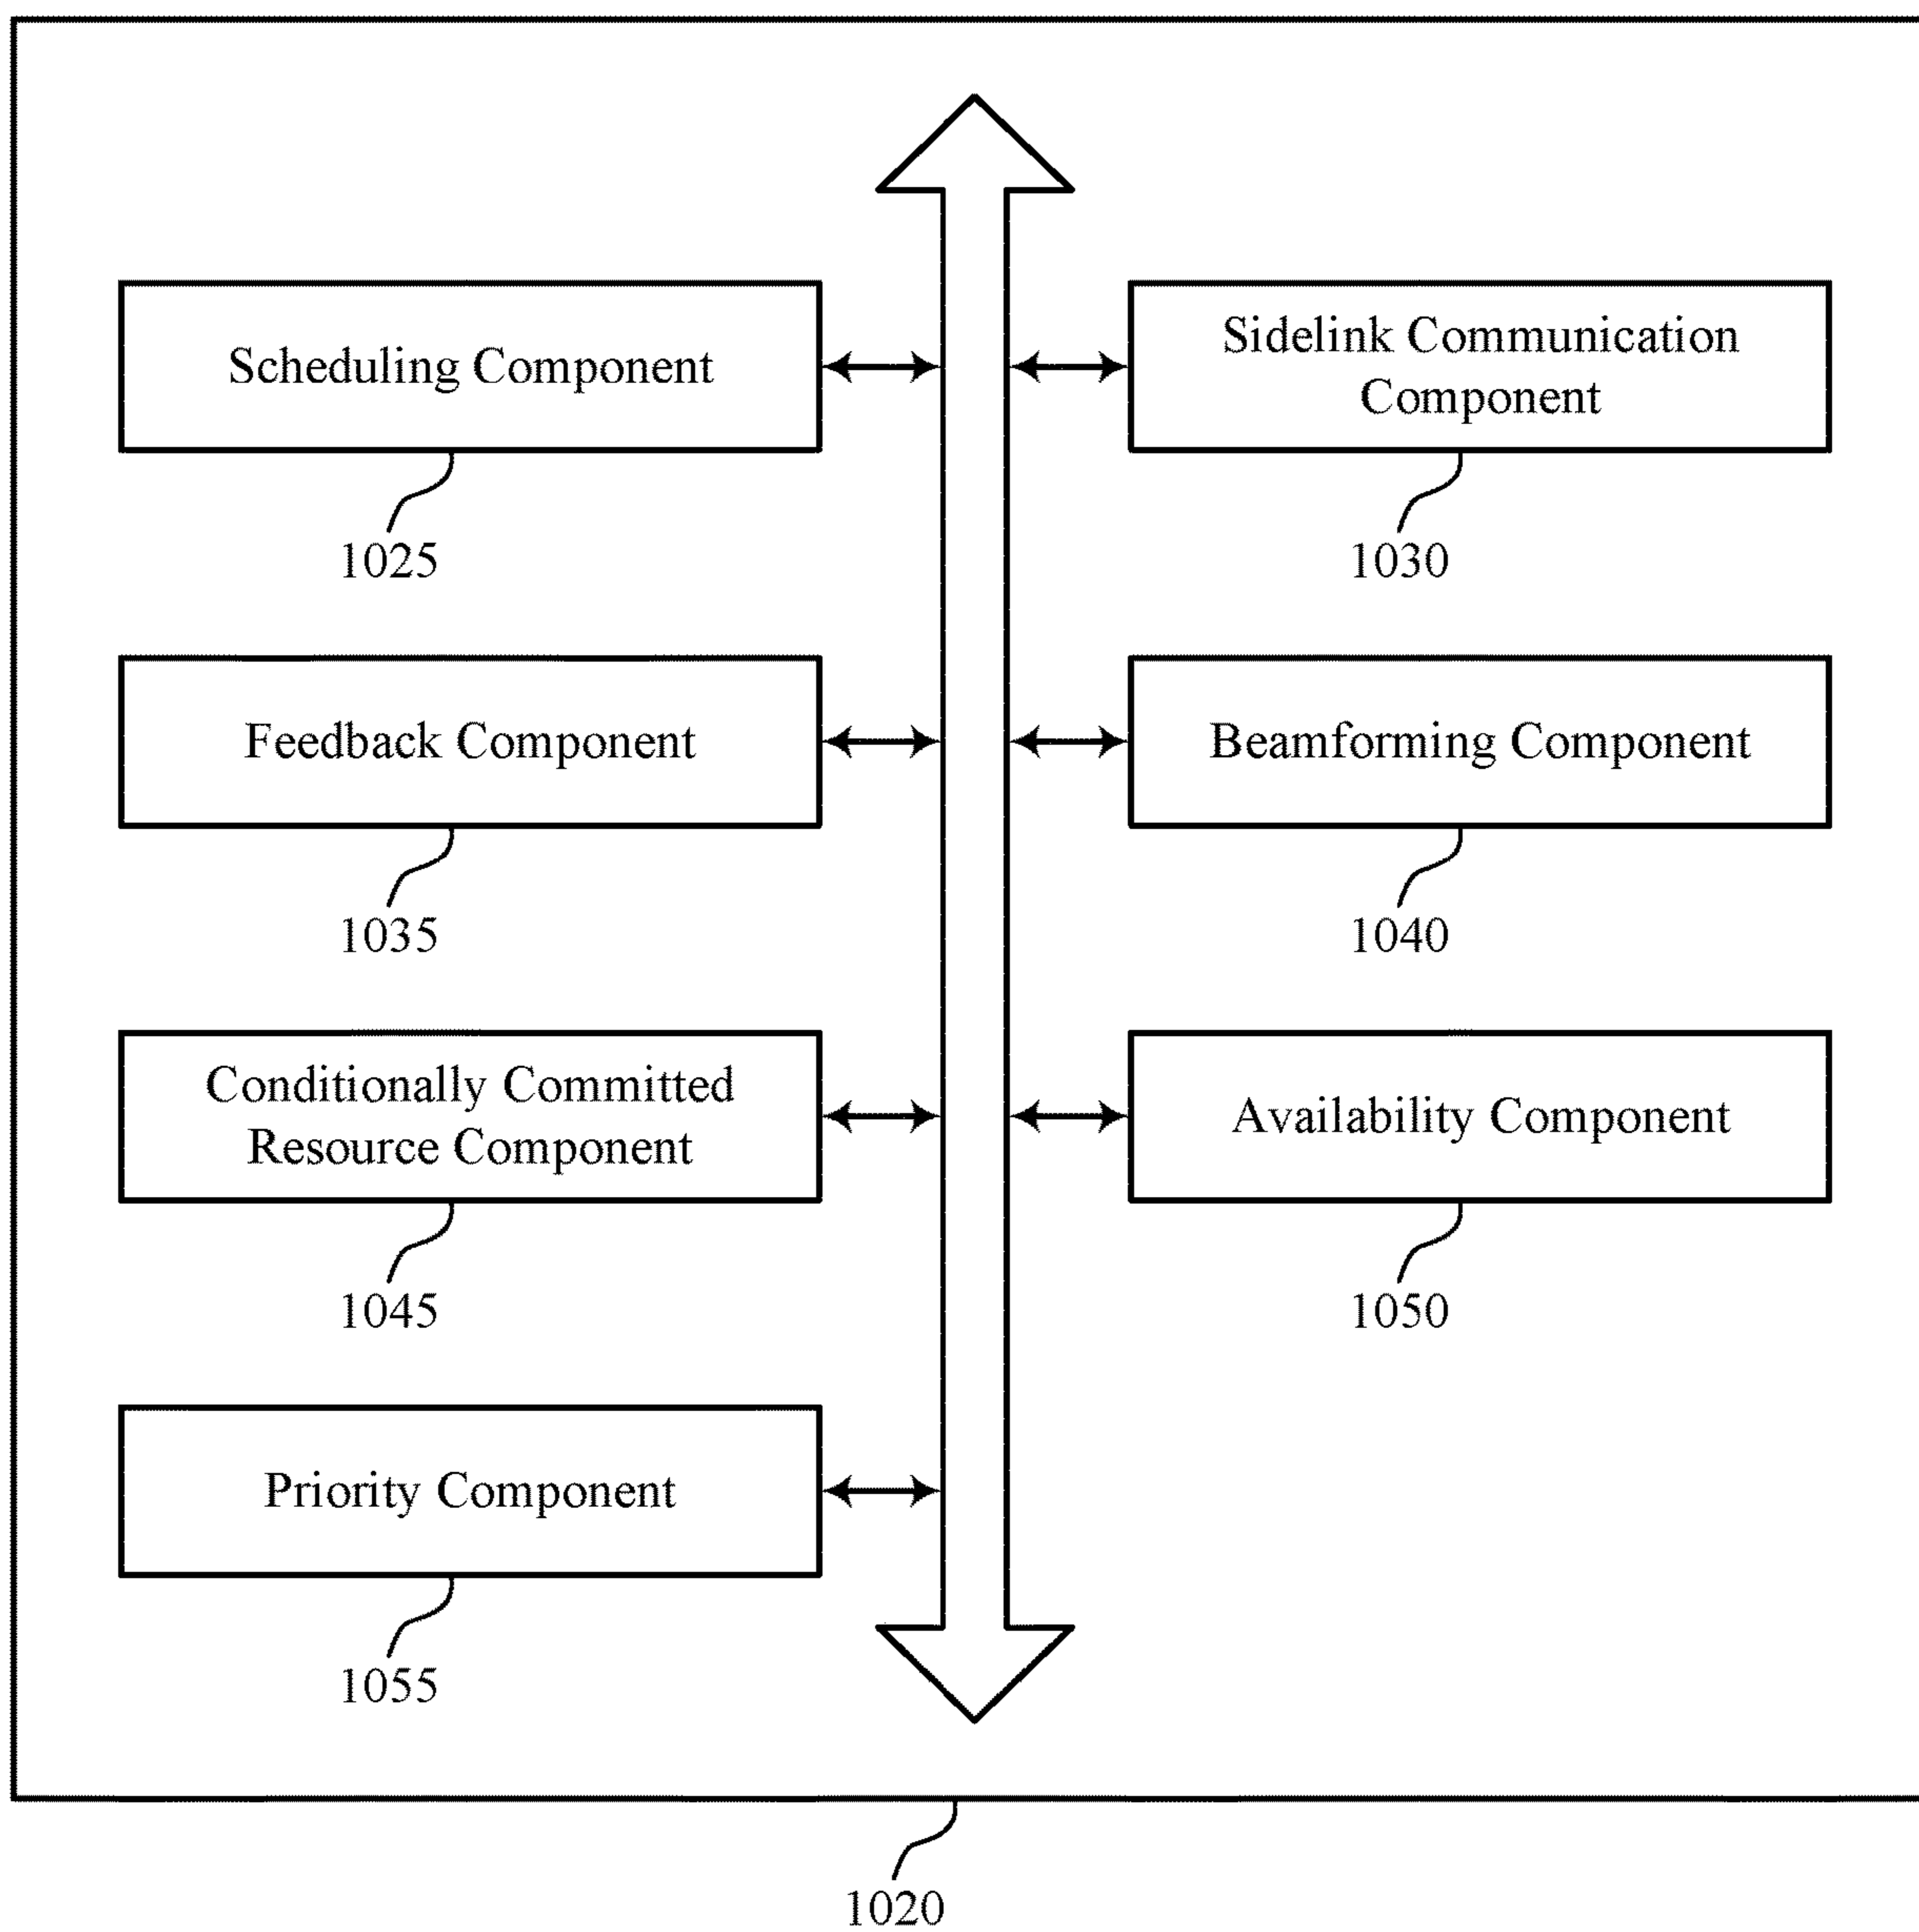 Scheduling Component
1025
Sidelink Communication
Component
1030
Feedback Component
1035
Beamforming Component
1040
Conditionally Committed
Resource Component
1045
Availability Component
1050
Priority Component
1055
1020